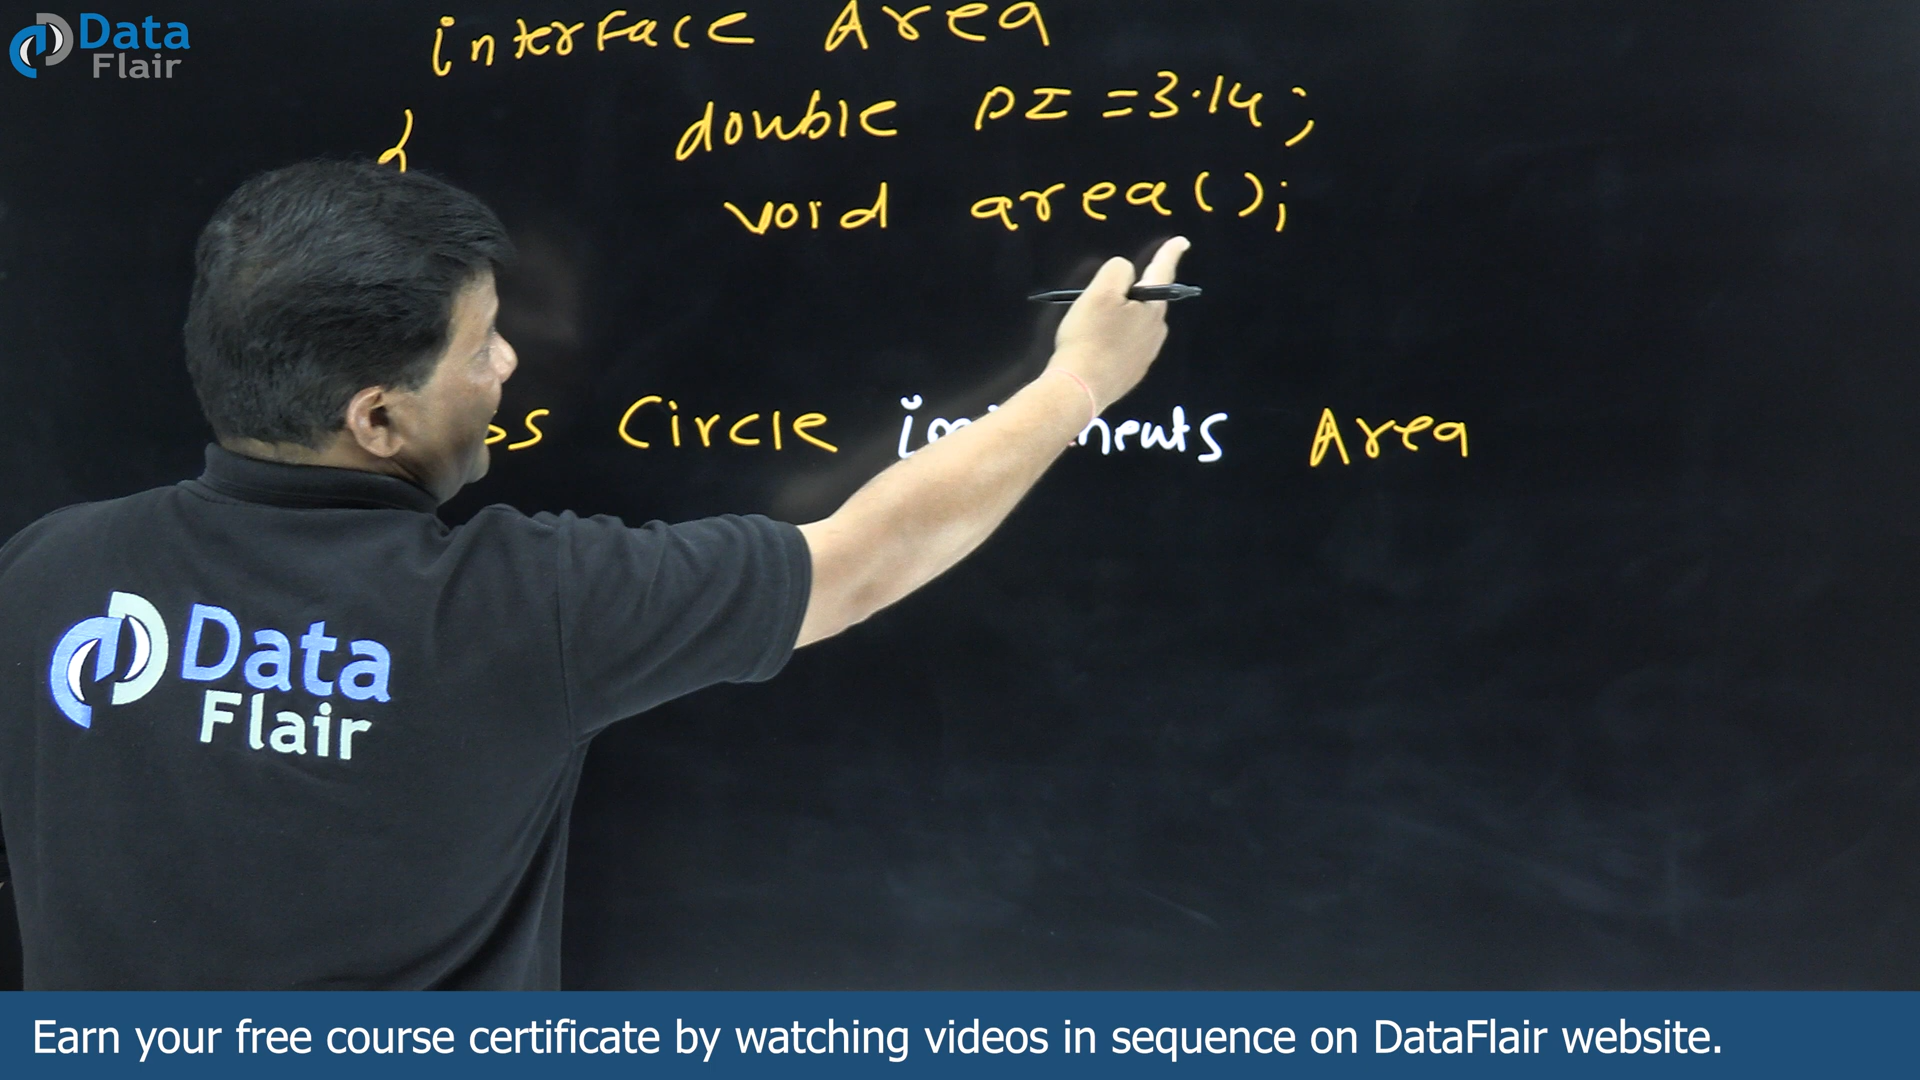 Data
Flair
interface Area
{
double PI = 3.14;
void area();
Circle Area
Data
Flair
Earn your free course certificate by watching videos in sequence on DataFlair website.